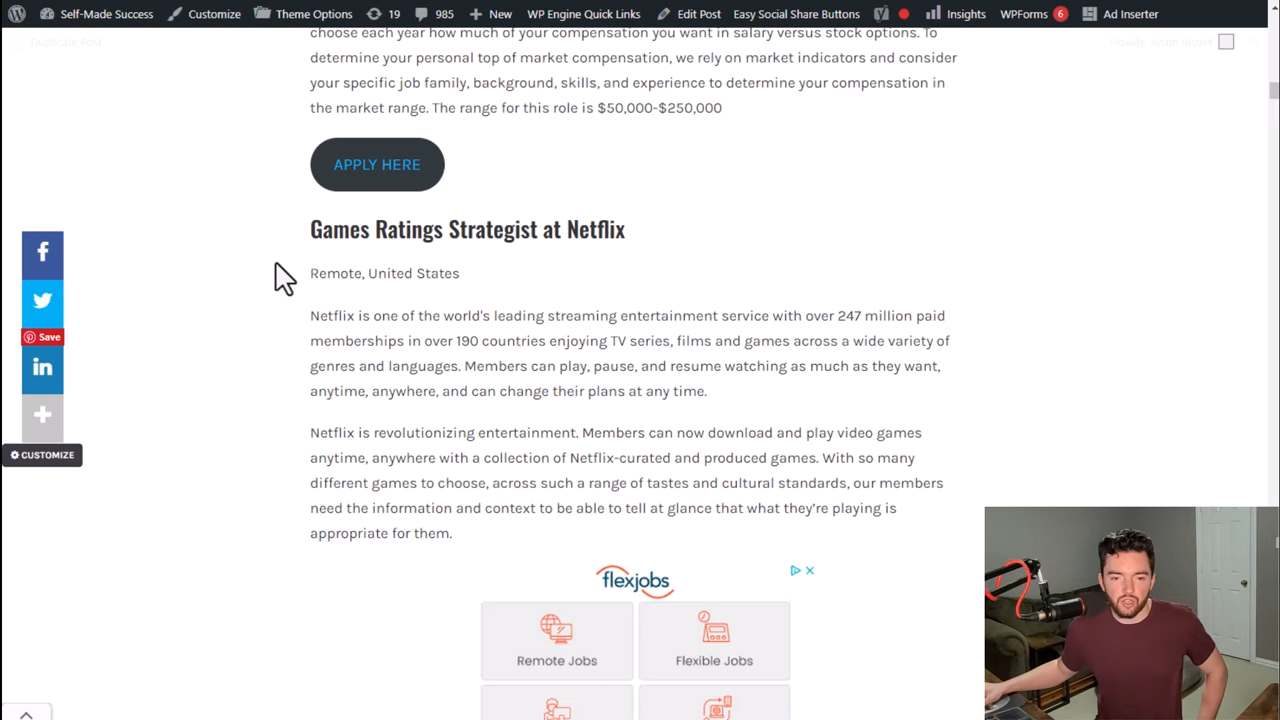 Self-Made Success Customize Theme Options 19 985 New WP Engine Quick Links Edit Post Easy Social Share Buttons Insights WPForms 6 Ad Inserter
Duplicate Post Howdy, Justin Bryant
choose each year how much of your compensation you want in salary versus stock options. To
determine your personal top of market compensation, we rely on market indicators and consider
your specific job family, background, skills, and experience to determine your compensation in
the market range. The range for this role is $50,000-$250,000
APPLY HERE
Games Ratings Strategist at Netflix
Remote, United States
Netflix is one of the world's leading streaming entertainment service with over 247 million paid
memberships in over 190 countries enjoying TV series, films and games across a wide variety of
genres and languages. Members can play, pause, and resume watching as much as they want,
anytime, anywhere, and can change their plans at any time.
Save
Netflix is revolutionizing entertainment. Members can now download and play video games
anytime, anywhere with a collection of Netflix-curated and produced games. With so many
different games to choose, across such a range of tastes and cultural standards, our members
need the information and context to be able to tell at glance that what they're playing is
appropriate for them.
CUSTOMIZE
flexjobs
Remote Jobs Flexible Jobs